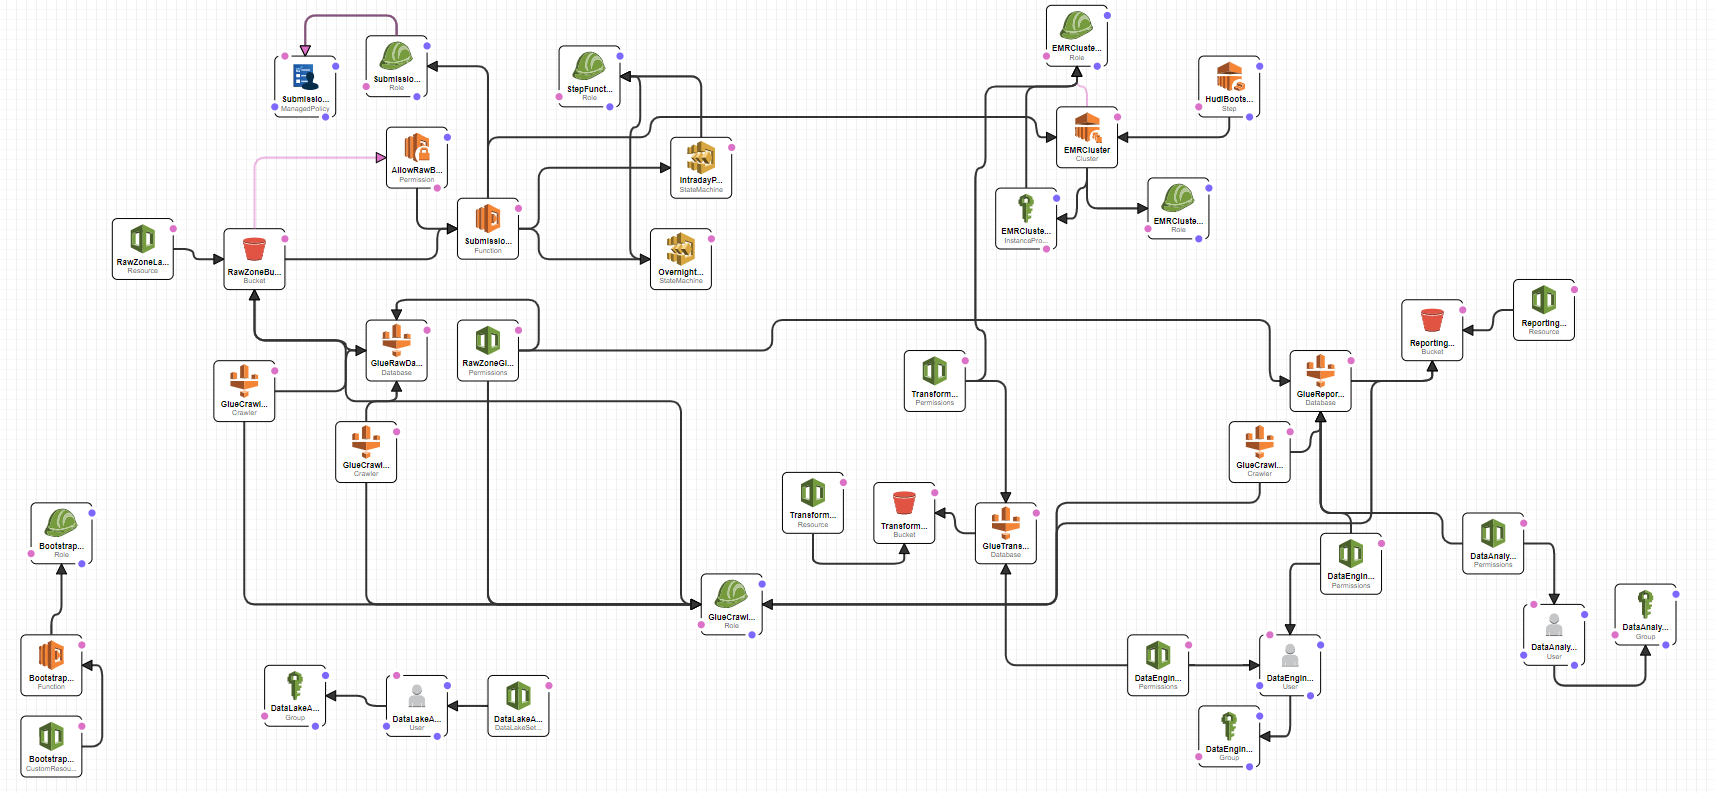 EMRCluste...
Role
Submissio...
Role
Submissio...
ManagedPolicy
StepFunct...
Role
HudiBoots...
Step
EMRCluster
Cluster
AllowRawB...
Permission
IntradayP...
StateMachine
EMRCluste...
InstancePro...
EMRCluste...
Role
Submissio...
Function
RawZoneLa...
Resource
RawZoneBu...
Bucket
Overnight...
StateMachine
Reporting...
Resource
Reporting...
Bucket
GlueRawDa...
Database
RawZoneGl...
Permissions
GlueCrawl...
Crawler
Transform...
Permissions
GlueRepor...
Database
GlueCrawl...
Crawler
GlueCrawl...
Crawler
Transform...
Resource
Transform...
Bucket
GlueTrans...
Database
Bootstrap...
Role
DataAnaly...
Permissions
DataEngin...
Permissions
GlueCrawl...
Role
DataAnaly...
User
DataAnaly...
Group
Bootstrap...
Function
DataEngin...
Permissions
DataEngin...
User
DataLakeA...
Group
DataLakeA...
User
DataLakeA...
DataLakeSet...
Bootstrap...
CustomResou...
DataEngin...
Group